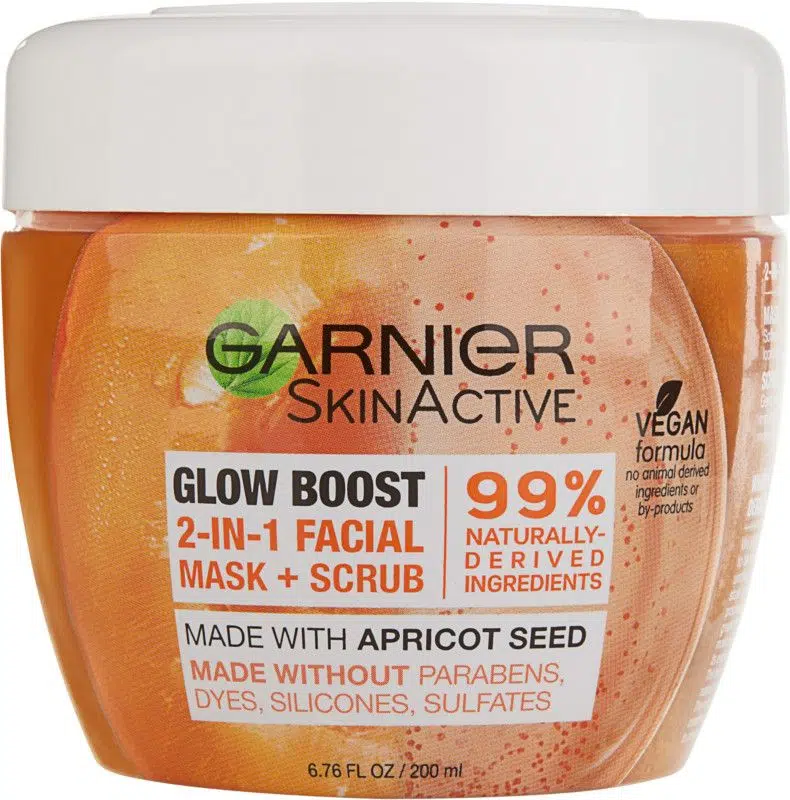 GARNIER
SKINACTIVE
VEGAN
formula
no animal derived
ingredients or
by-products
GLOW BOOST
2-IN-1 FACIAL
MASK + SCRUB
99%
NATURALLY-
DERIVED
INGREDIENTS
MADE WITH APRICOT SEED
MADE WITHOUT PARABENS,
DYES, SILICONES, SULFATES
6.76 FL OZ / 200 ml